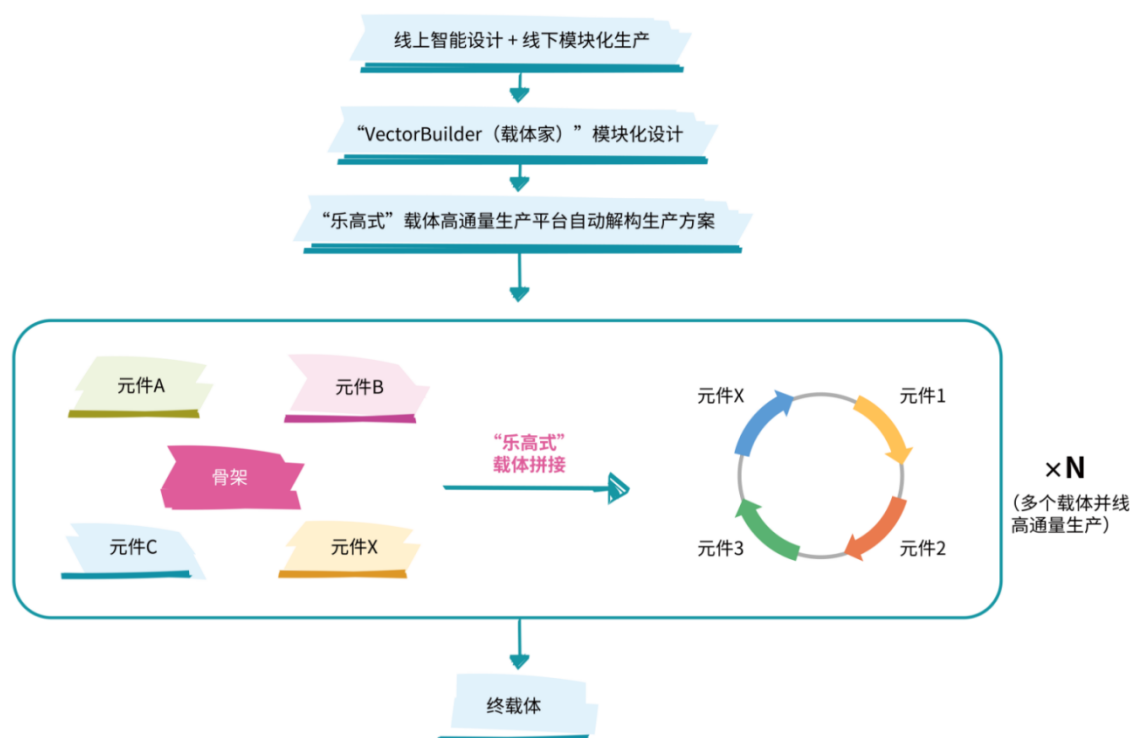 线上智能设计 + 线下模块化生产
“VectorBuilder（载体家）”模块化设计
“乐高式”载体高通量生产平台自动解构生产方案
元件A
元件B
骨架
元件C
元件X
“乐高式”
载体拼接
元件X
元件1
元件3
元件2
×N
（多个载体并线
高通量生产）
终载体